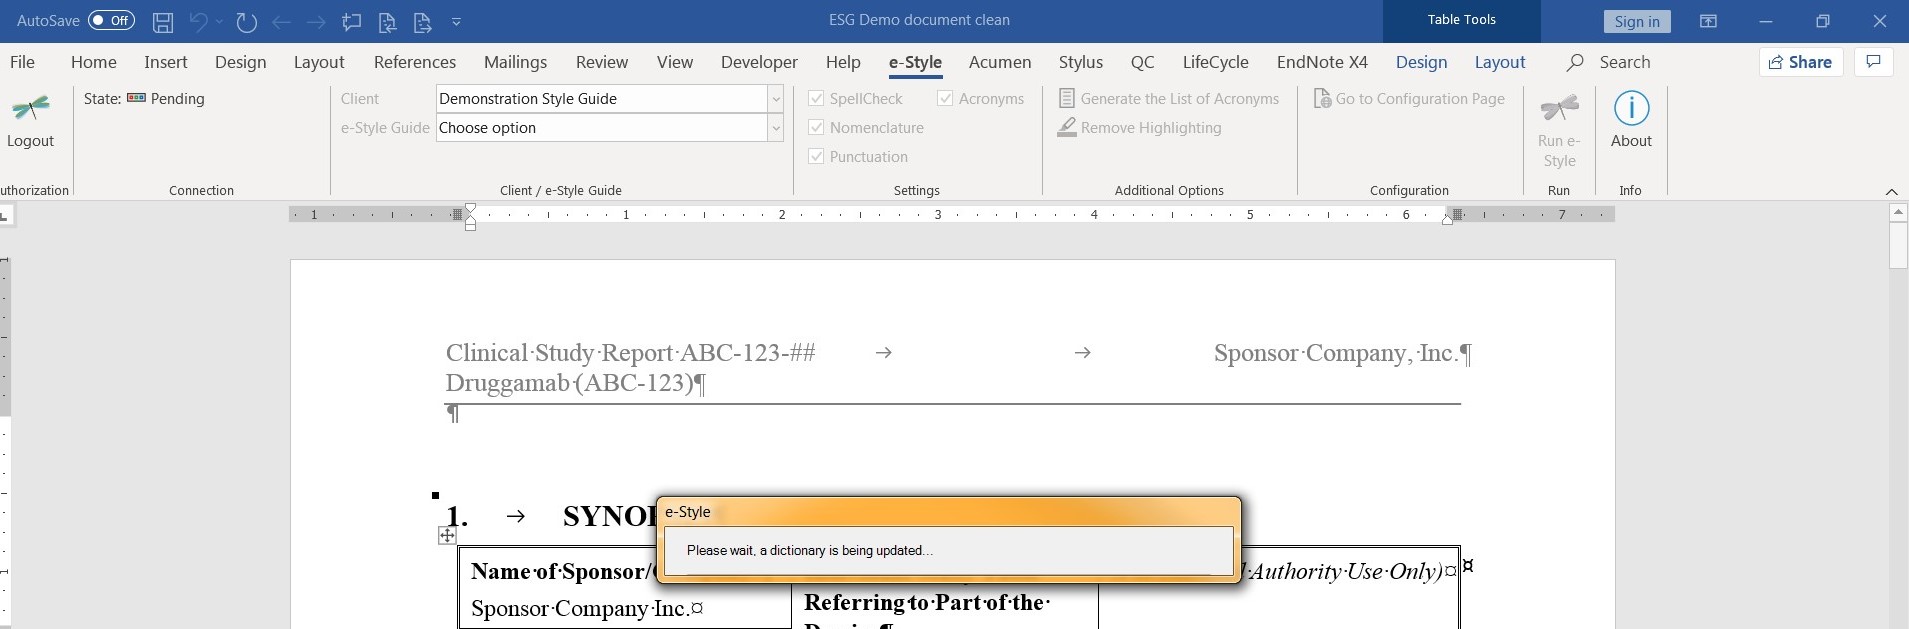 AutoSave Off ESG Demo document clean Table Tools Sign in
File Home Insert Design Layout References Mailings Review View Developer Help e-Style Acumen Stylus QC LifeCycle EndNote X4 Design Layout Search Share
State: Pending Client Demonstration Style Guide SpellCheck Acronyms Generate the List of Acronyms Go to Configuration Page
e-Style Guide Choose option Nomenclature Remove Highlighting
Logout Run e- About
Punctuation Style
uthorization Connection Client / e-Style Guide Settings Additional Options Configuration Run Info
1 1 2 3 4 5 6 7
Clinical·Study·Report·ABC-123-## → → Sponsor·Company,·Inc.¶
Druggamab·(ABC-123)¶
¶
1. → SYNO
e-Style
Please wait, a dictionary is being updated...
Name·of·Sponsor/ ·Authority·Use·Only)¤
Sponsor·Company·Inc.¤ Referring·to·Part·of·the·